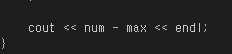 cout << num - max << endl;
}